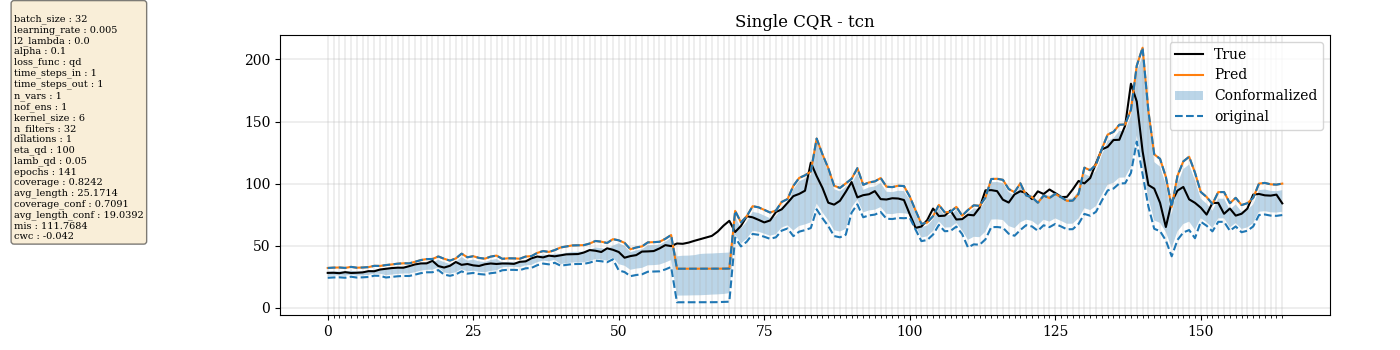 batch_size : 32
learning_rate : 0.005
l2_lambda : 0.0
alpha : 0.1
loss_func : qd
time_steps_in : 1
time_steps_out : 1
n_vars : 1
nof_ens : 1
kernel_size : 6
n_filters : 32
dilations : 1
eta_qd : 100
lamb_qd : 0.05
epochs : 141
coverage : 0.8242
avg_length : 25.1714
coverage_conf : 0.7091
avg_length_conf : 19.0392
mis : 111.7684
cwc : -0.042
Single CQR - tcn
200
150
100
50
0
0 25 50 75 100 125 150
True
Pred
Conformalized
original